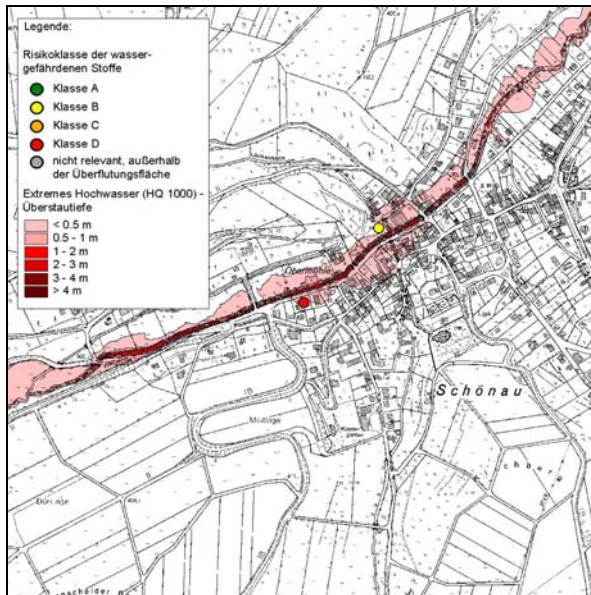 Legende:
Risikoklasse der wasser-
gefährdenen Stoffe
Klasse A
Klasse B
Klasse C
Klasse D
nicht relevant, außerhalb
der Überflutungsfläche
Extremes Hochwasser (HQ 1000) -
Überstautiefe
< 0.5 m
0.5 - 1 m
1 - 2 m
2 - 3 m
3 - 4 m
> 4 m
Obermühle
Schönau